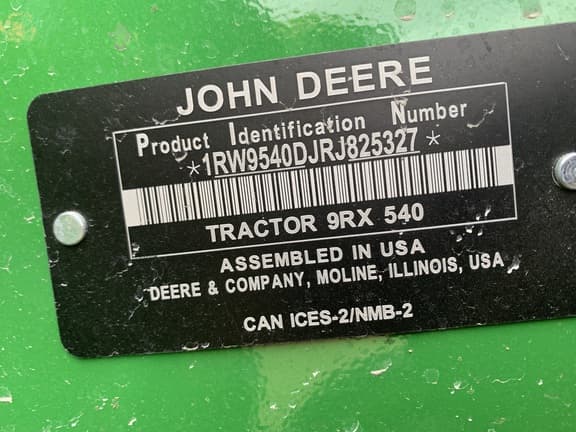 JOHN DEERE
Product Identification Number
*1RW9540DJRJ825327*
TRACTOR 9RX 540
ASSEMBLED IN USA
DEERE & COMPANY, MOLINE, ILLINOIS, USA
CAN ICES-2/NMB-2